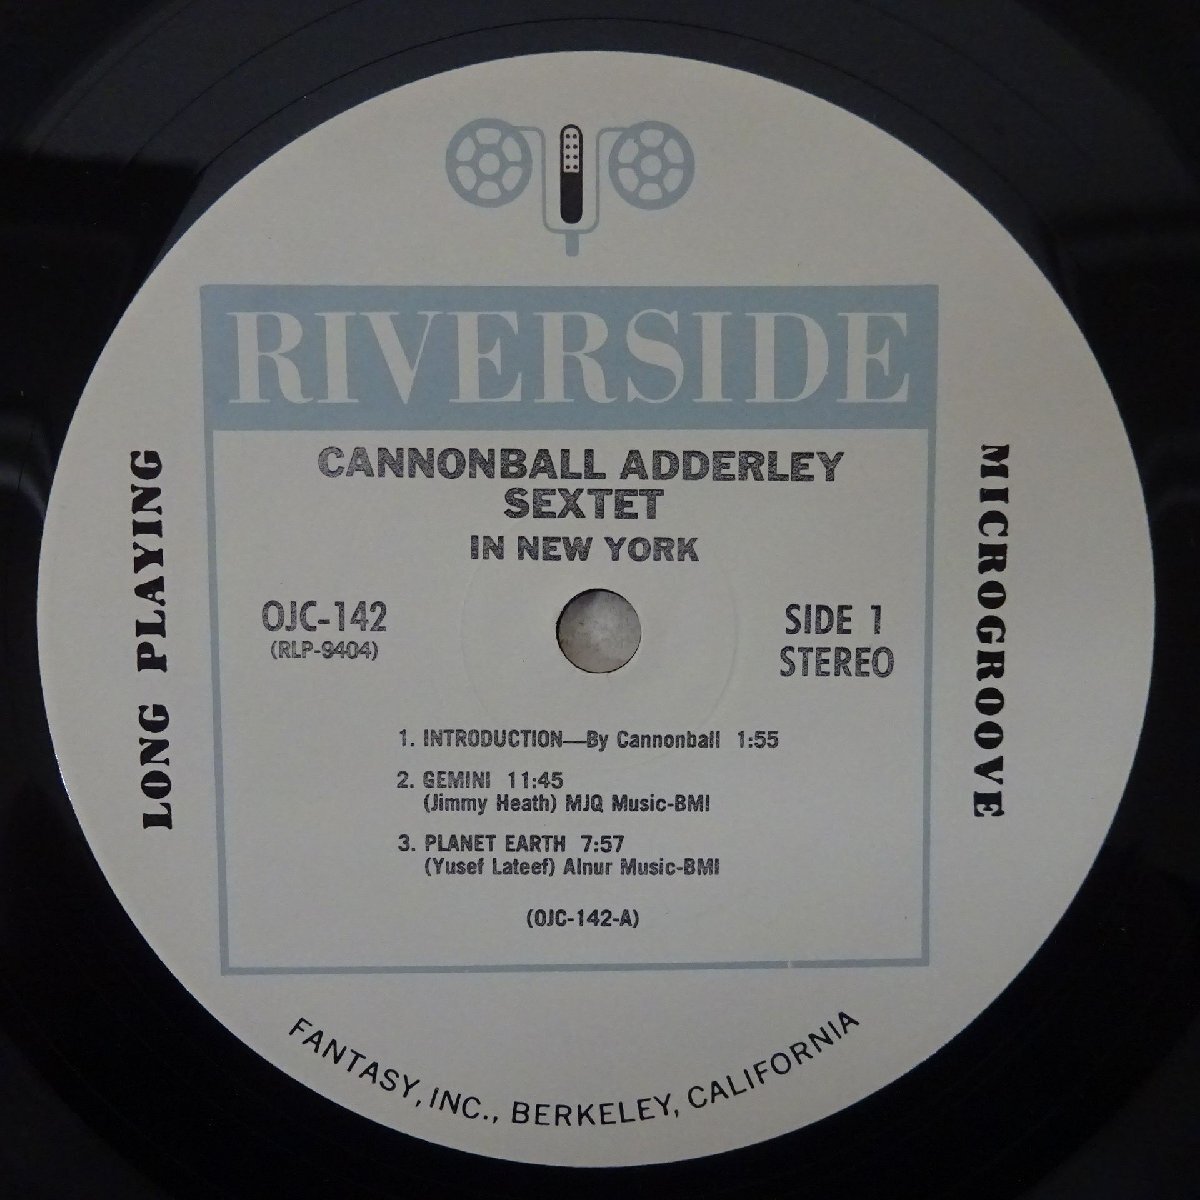 RIVERSIDE
CANNONBALL ADDERLEY
SEXTET
IN NEW YORK
LONG PLAYING
MICROGROOVE
OJC-142
(RLP-9404)
SIDE 1
STEREO
1. INTRODUCTION—By Cannonball 1:55
2. GEMINI 11:45
(Jimmy Heath) MJQ Music-BMI
3. PLANET EARTH 7:57
(Yusef Lateef) Alnur Music-BMI
(OJC-142-A)
FANTASY, INC., BERKELEY, CALIFORNIA